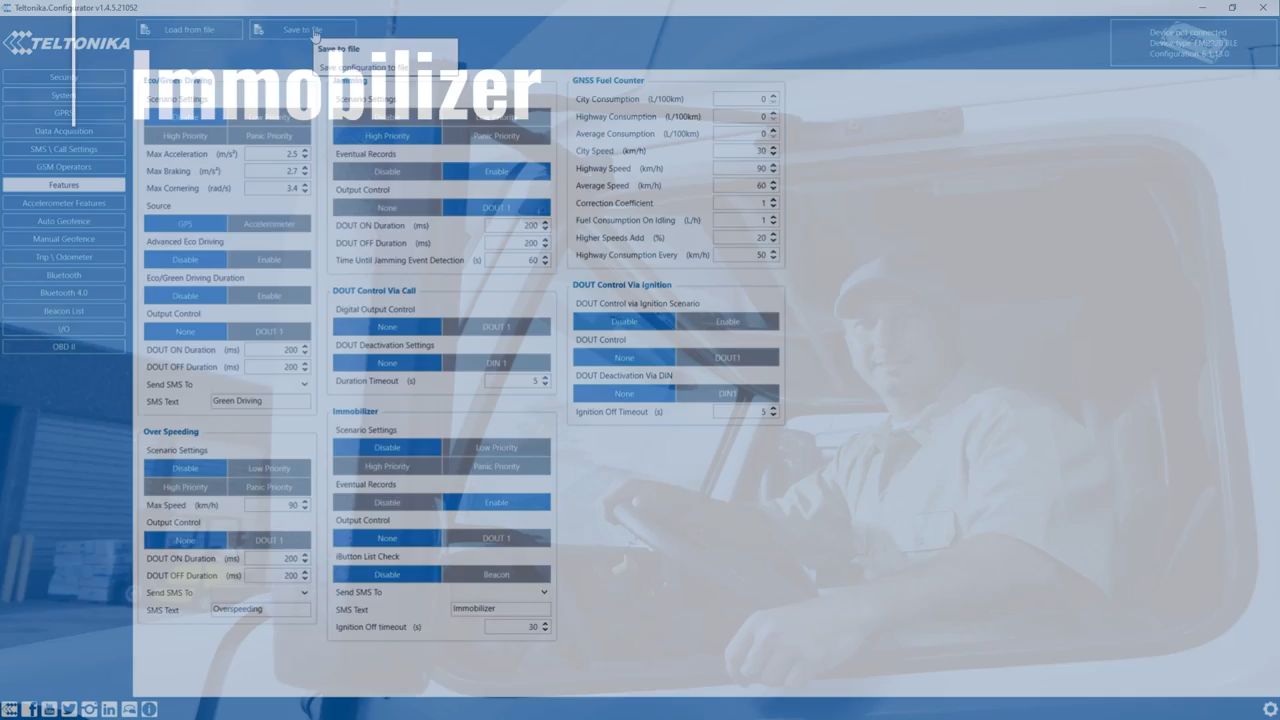 Teltonika.Configurator v1.4.5.21052
Load from file
Save to file
Device not connected
TELTONIKA
Save to file
Save configuration to file
Immobilizer
Security
System
GPRS
Data Acquisition
SMS \ Call Settings
GSM Operators
Features
Accelerometer Features
Auto Geofence
Manual Geofence
Trip \ Odometer
Bluetooth
Bluetooth 4.0
Beacon List
I/O
OBD II
Eco/Green Driving
Scenario Settings
High Priority Panic Priority
Max Acceleration (m/s²) 2.5
Max Braking (m/s²) 2.7
Max Cornering (rad/s) 3.4
Source
GPS Accelerometer
Advanced Eco Driving
Disable Enable
Eco/Green Driving Duration
Disable Enable
Output Control
None DOUT 1
DOUT ON Duration (ms) 200
DOUT OFF Duration (ms) 200
Send SMS To
SMS Text Green Driving
Over Speeding
Scenario Settings
Disable Low Priority
High Priority Panic Priority
Max Speed (km/h) 90
Output Control
None DOUT 1
DOUT ON Duration (ms) 200
DOUT OFF Duration (ms) 200
Send SMS To
SMS Text Overspeeding
Jamming
Scenario Settings
High Priority Panic Priority
Eventual Records
Disable Enable
Output Control
None DOUT 1
DOUT ON Duration (ms) 200
DOUT OFF Duration (ms) 200
Time Until Jamming Event Detection (s) 60
DOUT Control Via Call
Digital Output Control
None DOUT 1
DOUT Deactivation Settings
None DIN 1
Duration Timeout (s) 5
Immobilizer
Scenario Settings
Disable Low Priority
High Priority Panic Priority
Eventual Records
Disable Enable
Output Control
None DOUT 1
iButton List Check
Disable Beacon
Send SMS To
SMS Text Immobilizer
Ignition Off timeout (s) 30
GNSS Fuel Counter
City Consumption (L/100km) 0
Highway Consumption (L/100km) 0
Average Consumption (L/100km) 0
City Speed (km/h) 30
Highway Speed (km/h) 90
Average Speed (km/h) 60
Correction Coefficient 1
Fuel Consumption On Idling (L/h) 1
Higher Speeds Add (%) 20
Highway Consumption Every (km/h) 50
DOUT Control Via Ignition
DOUT Control via Ignition Scenario
Disable Enable
DOUT Control
None DOUT1
DOUT Deactivation Via DIN
None DIN1
Ignition Off Timeout (s) 5